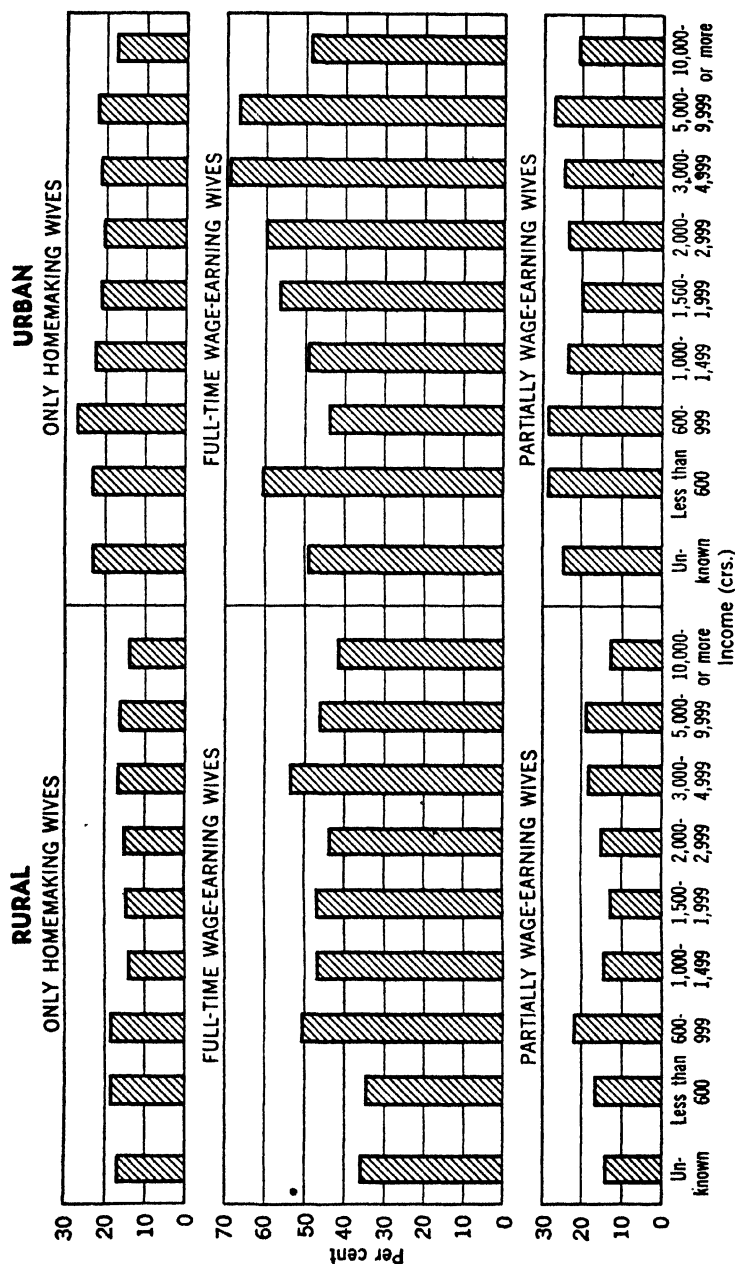 RURAL
URBAN
ONLY HOMEMAKING WIVES
ONLY HOMEMAKING WIVES
30
20
10
0
FULL-TIME WAGE-EARNING WIVES
FULL-TIME WAGE-EARNING WIVES
70
60
50
40
30
20
10
0
Per cent
PARTIALLY WAGE-EARNING WIVES
PARTIALLY WAGE-EARNING WIVES
30
20
10
0
Un- Less than 600- 1,000- 1,500- 2,000- 3,000- 5,000- 10,000- Un- Less than 600- 1,000- 1,500- 2,000- 3,000- 5,000- 10,000-
known 600 999 1,499 1,999 2,999 4,999 9,999 or more known 600 999 1,499 1,999 2,999 4,999 9,999 or more
Income (crs.)